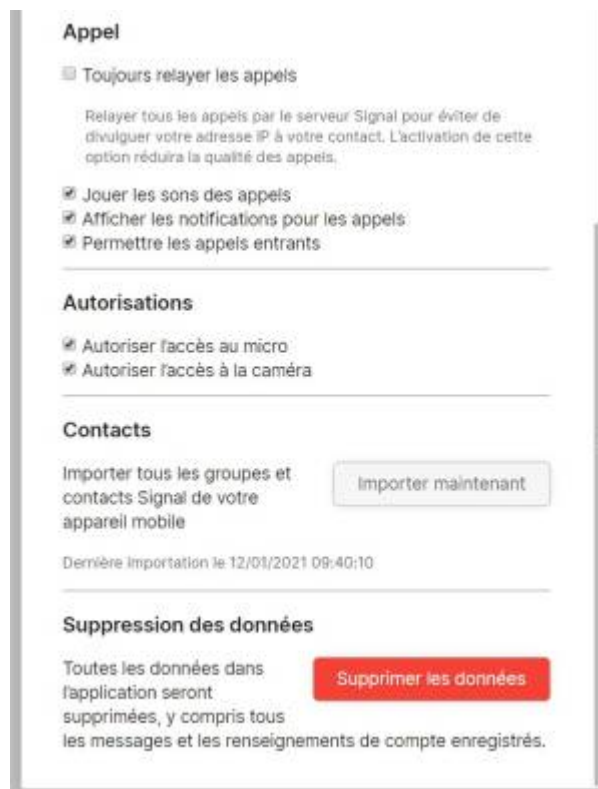 Appel
Toujours relayer les appels
Relayer tous les appels par le serveur Signal pour éviter de
divulguer votre adresse IP à votre contact. L'activation de cette
option réduira la qualité des appels.
Jouer les sons des appels
Afficher les notifications pour les appels
Permettre les appels entrants
Autorisations
Autoriser l'accès au micro
Autoriser l'accès à la caméra
Contacts
Importer tous les groupes et
contacts Signal de votre
appareil mobile
Importer maintenant
Dernière importation le 12/01/2021 09:40:10
Suppression des données
Toutes les données dans
l'application seront
supprimées, y compris tous
les messages et les renseignements de compte enregistrés.
Supprimer les données